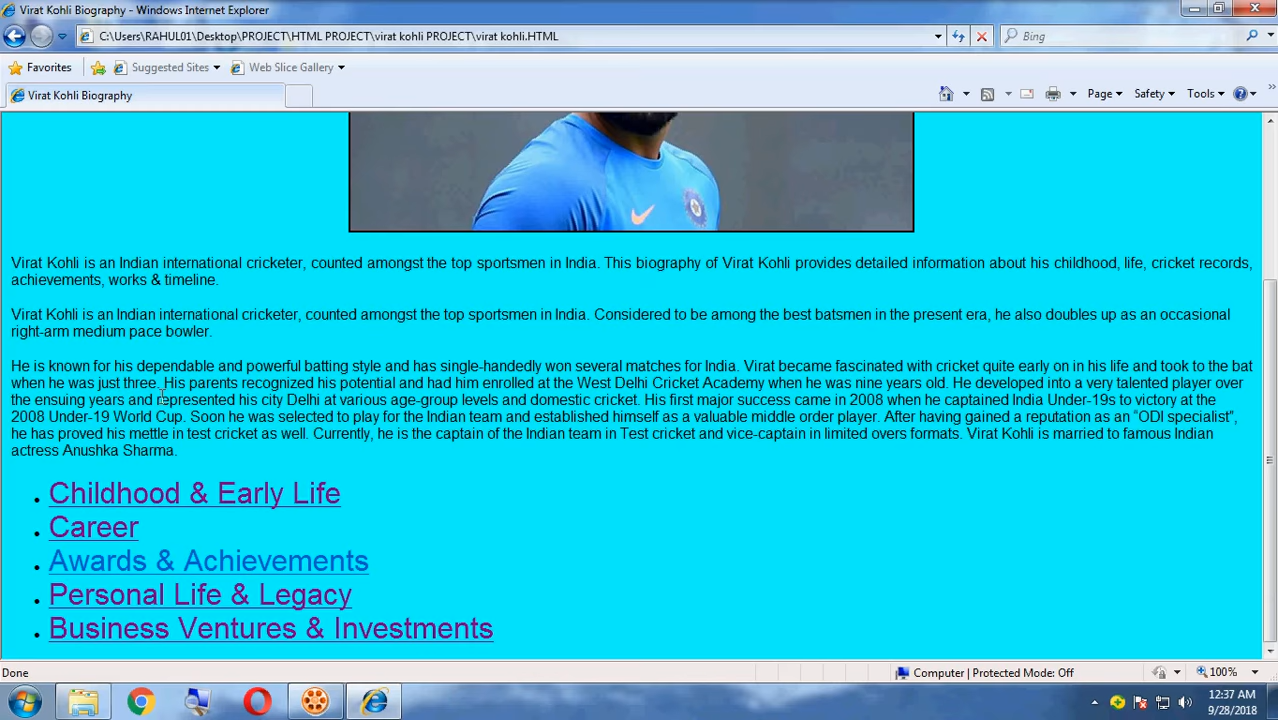 Virat Kohli Biography - Windows Internet Explorer
C:\Users\RAHUL01\Desktop\PROJECT\HTML PROJECT\virat kohli PROJECT\virat kohli.HTML
Bing
Favorites
Suggested Sites
Web Slice Gallery
Virat Kohli Biography
Page
Safety
Tools
Virat Kohli is an Indian international cricketer, counted amongst the top sportsmen in India. This biography of Virat Kohli provides detailed information about his childhood, life, cricket records,
achievements, works & timeline.
Virat Kohli is an Indian international cricketer, counted amongst the top sportsmen in India. Considered to be among the best batsmen in the present era, he also doubles up as an occasional
right-arm medium pace bowler.
He is known for his dependable and powerful batting style and has single-handedly won several matches for India. Virat became fascinated with cricket quite early on in his life and took to the bat
when he was just three. His parents recognized his potential and had him enrolled at the West Delhi Cricket Academy when he was nine years old. He developed into a very talented player over
the ensuing years and represented his city Delhi at various age-group levels and domestic cricket. His first major success came in 2008 when he captained India Under-19s to victory at the
2008 Under-19 World Cup. Soon he was selected to play for the Indian team and established himself as a valuable middle order player. After having gained a reputation as an “ODI specialist”,
he has proved his mettle in test cricket as well. Currently, he is the captain of the Indian team in Test cricket and vice-captain in limited overs formats. Virat Kohli is married to famous Indian
actress Anushka Sharma.
Childhood & Early Life
Career
Awards & Achievements
Personal Life & Legacy
Business Ventures & Investments
Done
Computer | Protected Mode: Off
100%
12:37 AM
9/28/2018